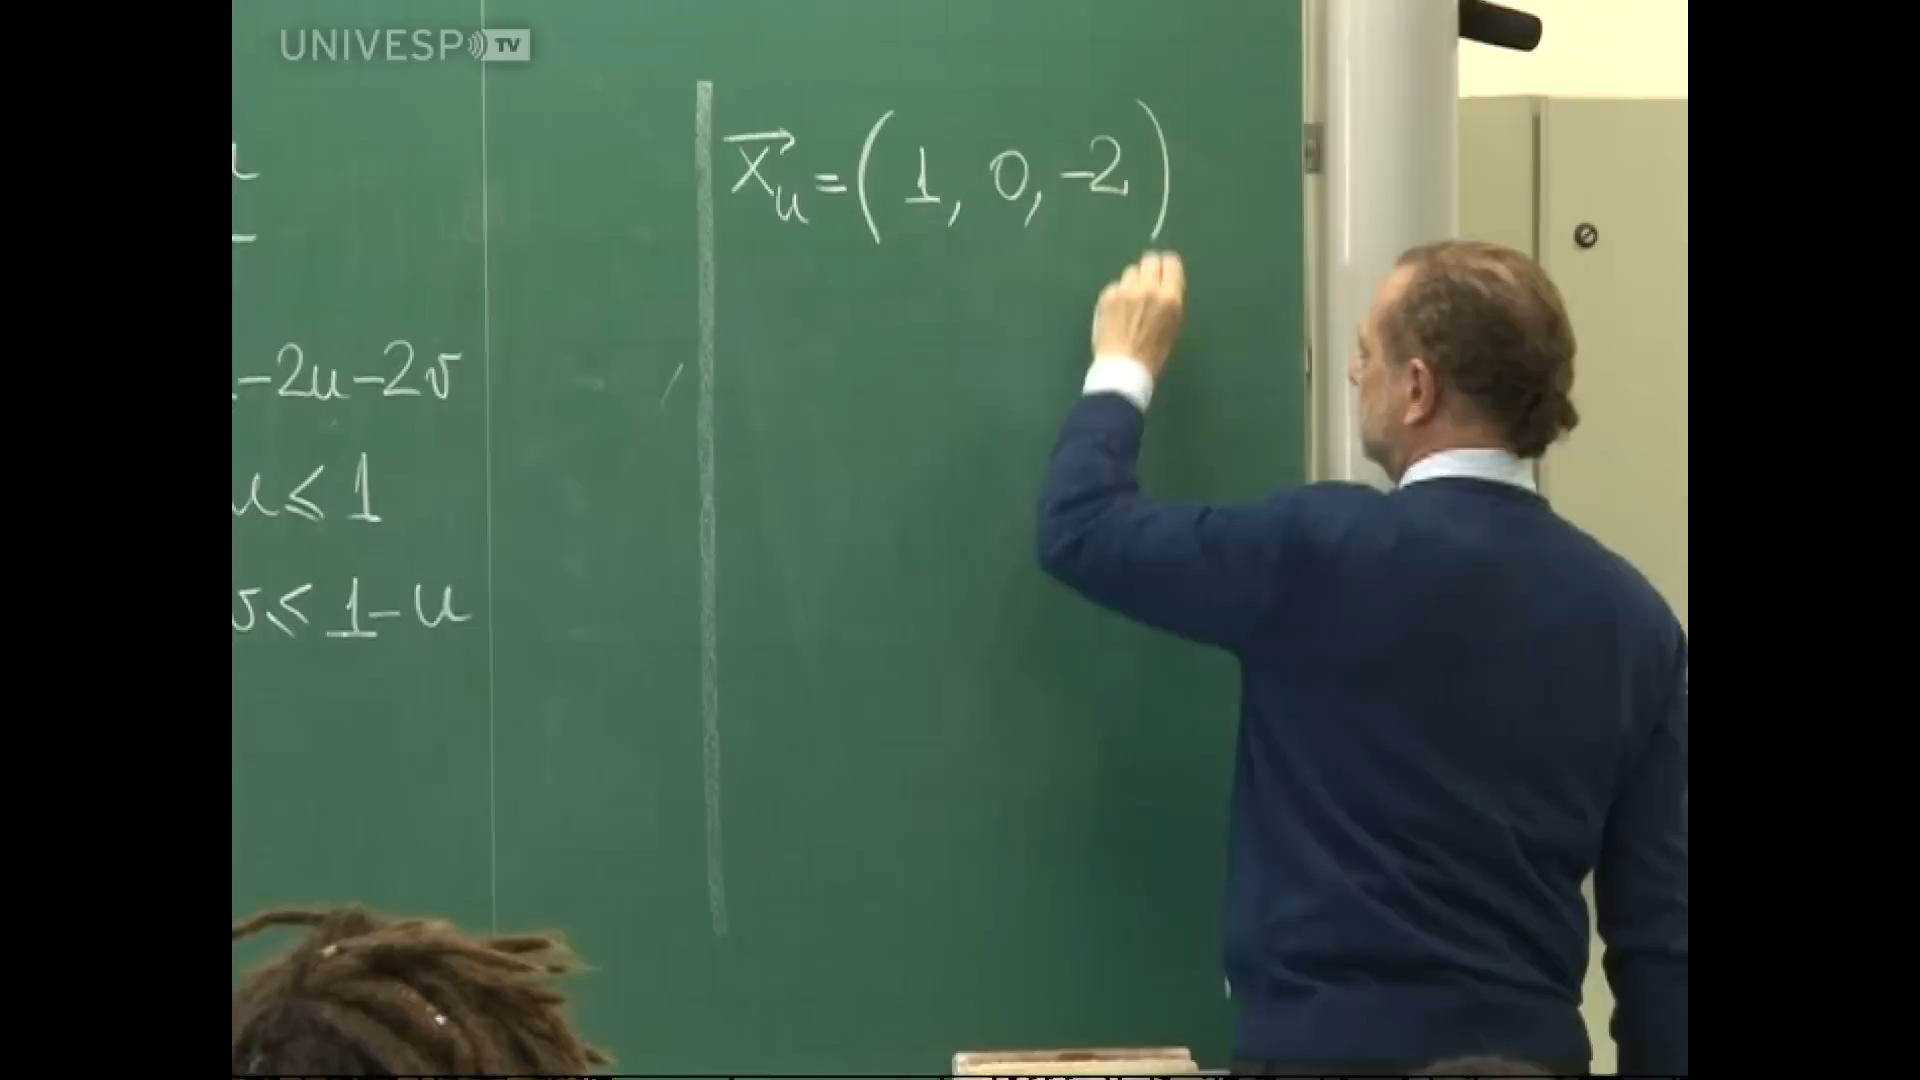 UNIVESP TV
-2u-2v
u≤1
v≤1-u
X⃗u=(1, 0, -2)